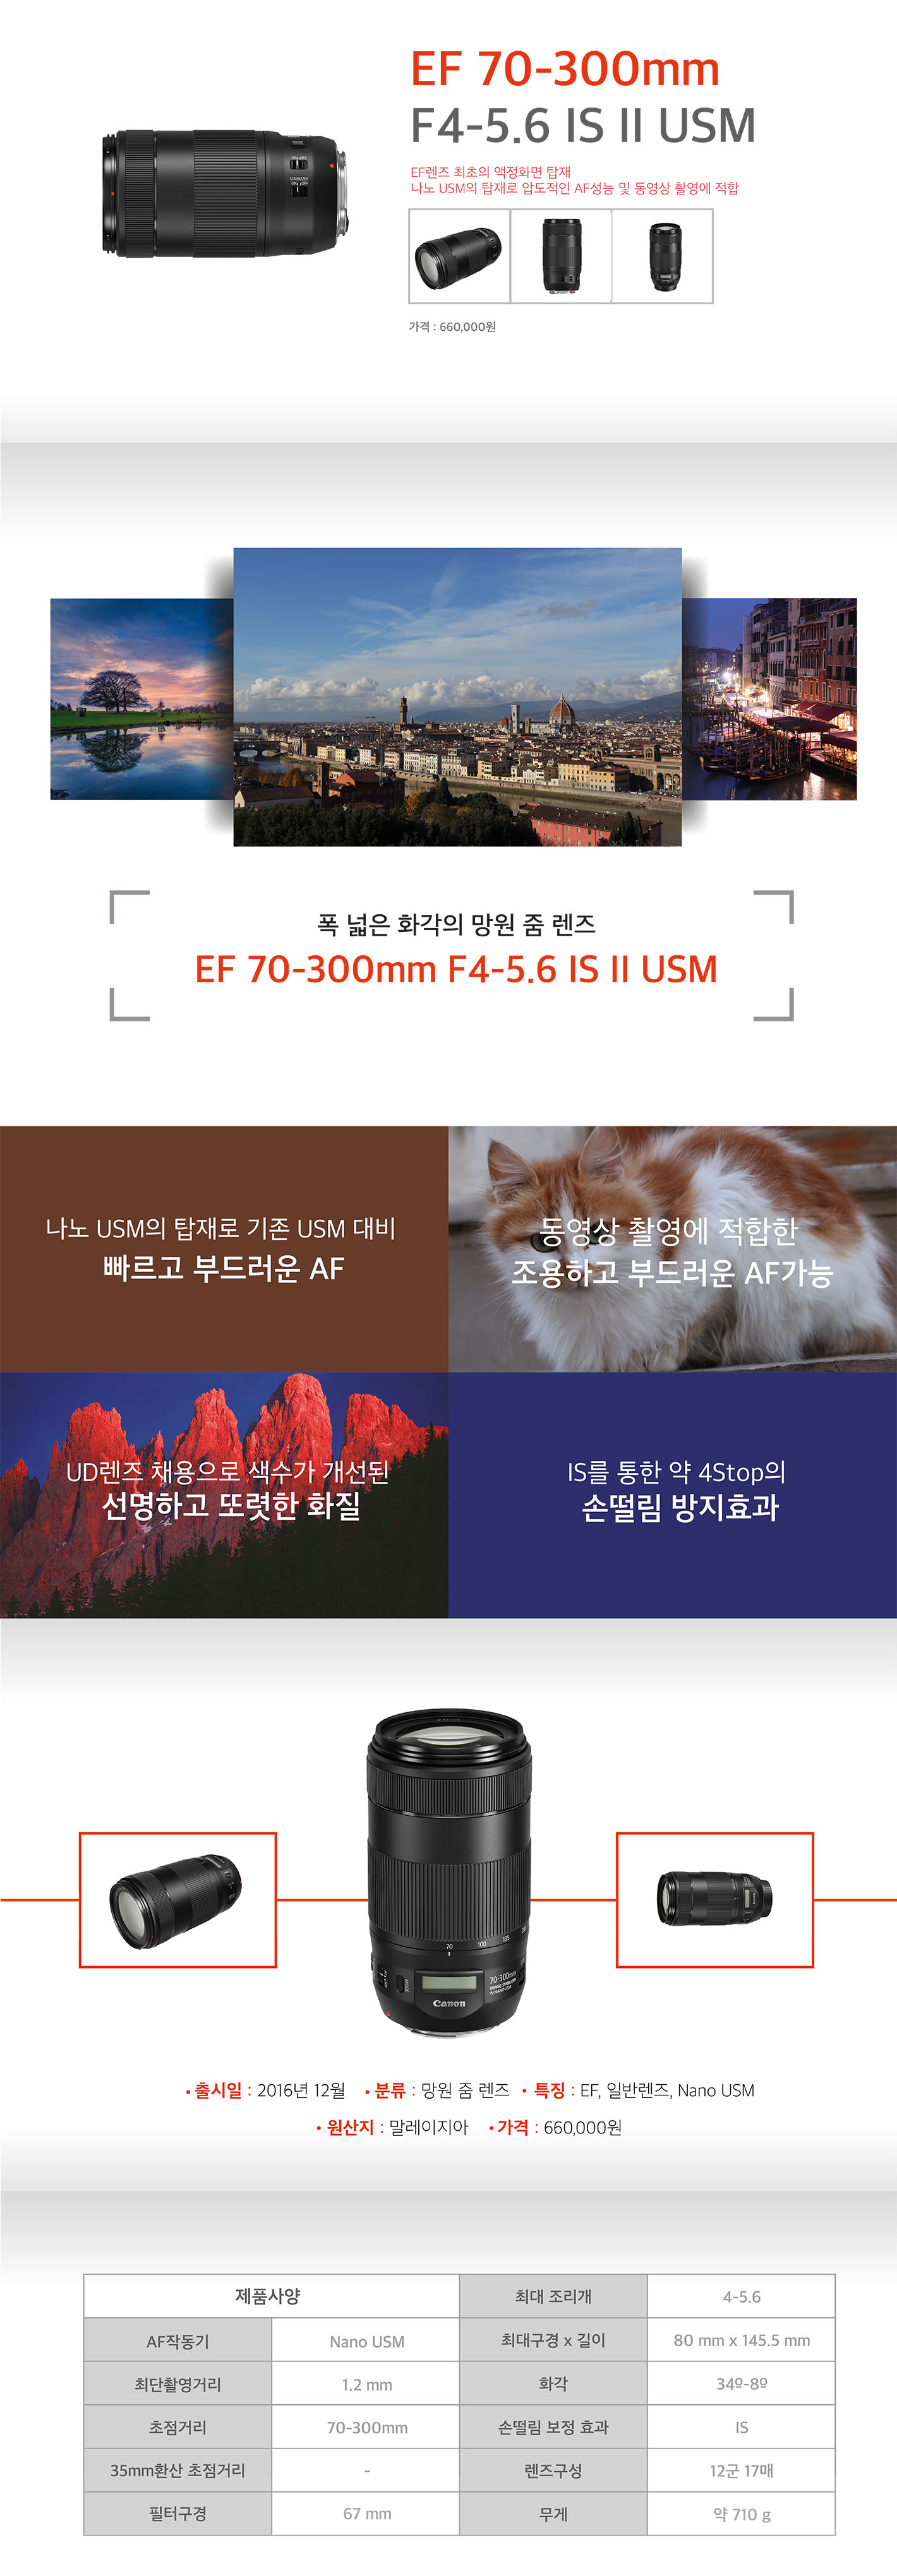 EF 70-300mm
F4-5.6 IS II USM
EF렌즈 최초의 액정화면 탑재
나노 USM의 탑재로 압도적인 AF성능 및 동영상 촬영에 적합
가격 : 660,000원
폭 넓은 화각의 망원 줌 렌즈
EF 70-300mm F4-5.6 IS II USM
나노 USM의 탑재로 기존 USM 대비
빠르고 부드러운 AF
동영상 촬영에 적합한
조용하고 부드러운 AF가능
UD렌즈 채용으로 색수가 개선된
선명하고 또렷한 화질
IS를 통한 약 4Stop의
손떨림 방지효과
70 100 135
70-300mm
Canon
• 출시일 : 2016년 12월 • 분류 : 망원 줌 렌즈 • 특징 : EF, 일반렌즈, Nano USM
• 원산지 : 말레이지아 • 가격 : 660,000원
제품사양 최대 조리개 4-5.6
AF작동기 Nano USM 최대구경 x 길이 80 mm x 145.5 mm
최단촬영거리 1.2 mm 화각 34º-8º
초점거리 70-300mm 손떨림 보정 효과 IS
35mm환산 초점거리 - 렌즈구성 12군 17매
필터구경 67 mm 무게 약 710 g